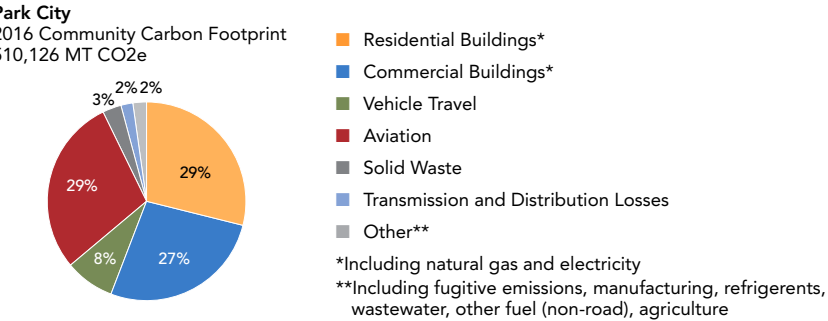 Park City
2016 Community Carbon Footprint
510,126 MT CO2e
2% 2%
3%
29%
29%
8%
27%
Residential Buildings*
Commercial Buildings*
Vehicle Travel
Aviation
Solid Waste
Transmission and Distribution Losses
Other**
*Including natural gas and electricity
**Including fugitive emissions, manufacturing, refrigerents,
wastewater, other fuel (non-road), agriculture